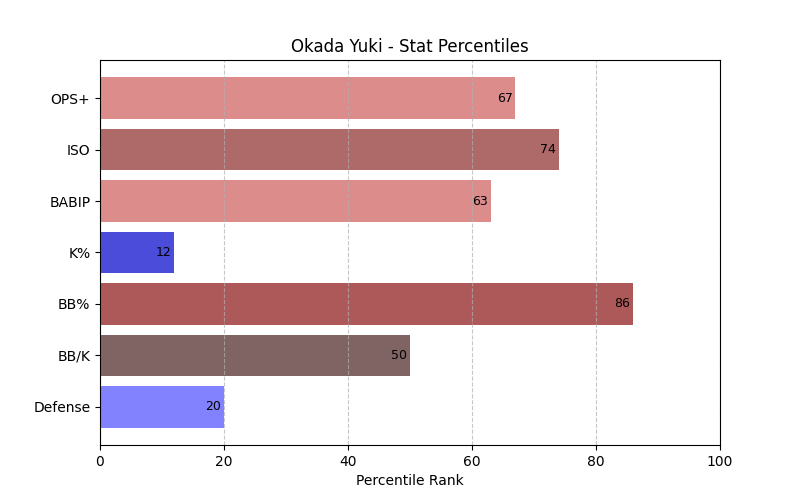 Okada Yuki - Stat Percentiles
OPS+ 67
ISO 74
BABIP 63
K% 12
BB% 86
BB/K 50
Defense 20
0 20 40 60 80 100
Percentile Rank